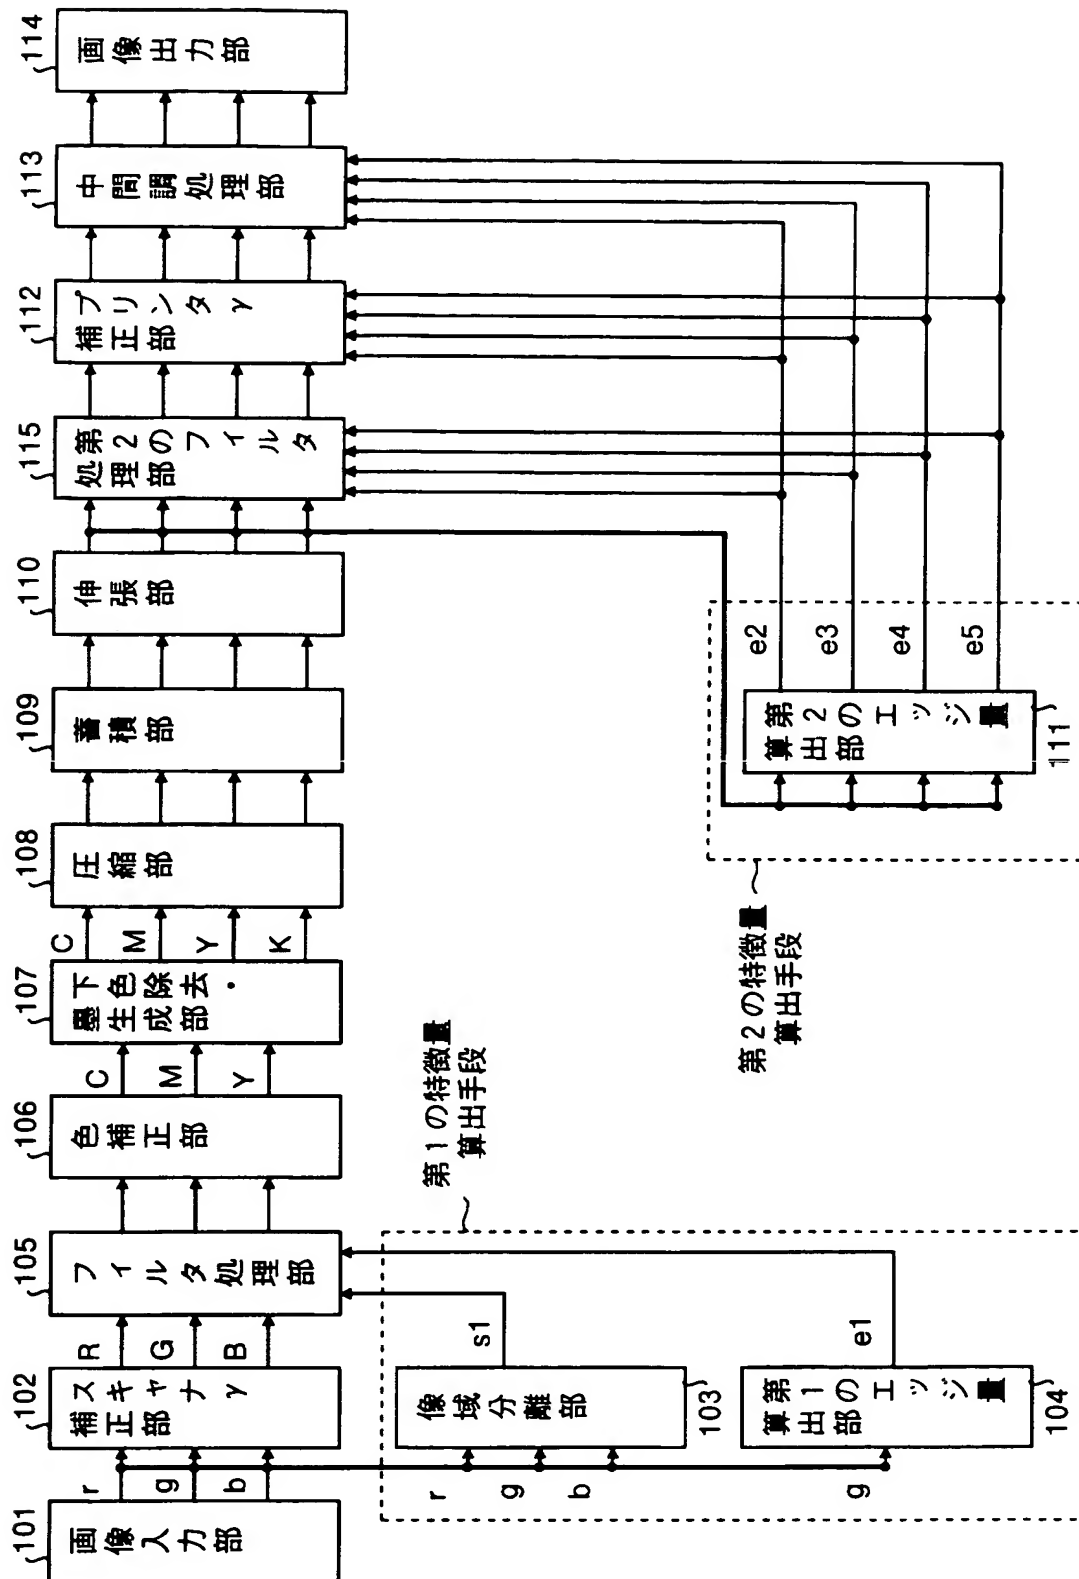 101
画像入力部
r
g
b
102
スキャナγ
補正部
R
G
B
r
g
b
像域分離部
103
s1
g
第1のエッジ量
算出部
104
e1
第1の特徴量
算出手段
105
フィルタ処理部
106
色補正部
C
M
Y
107
下色除去・
墨生成部
C
M
Y
K
108
圧縮部
109
蓄積部
110
伸張部
第2の特徴量
算出手段
第2のエッジ量
算出部
111
e2
e3
e4
e5
115
第2のフィルタ
処理部
112
プリンタγ
補正部
113
中間調処理部
114
画像出力部